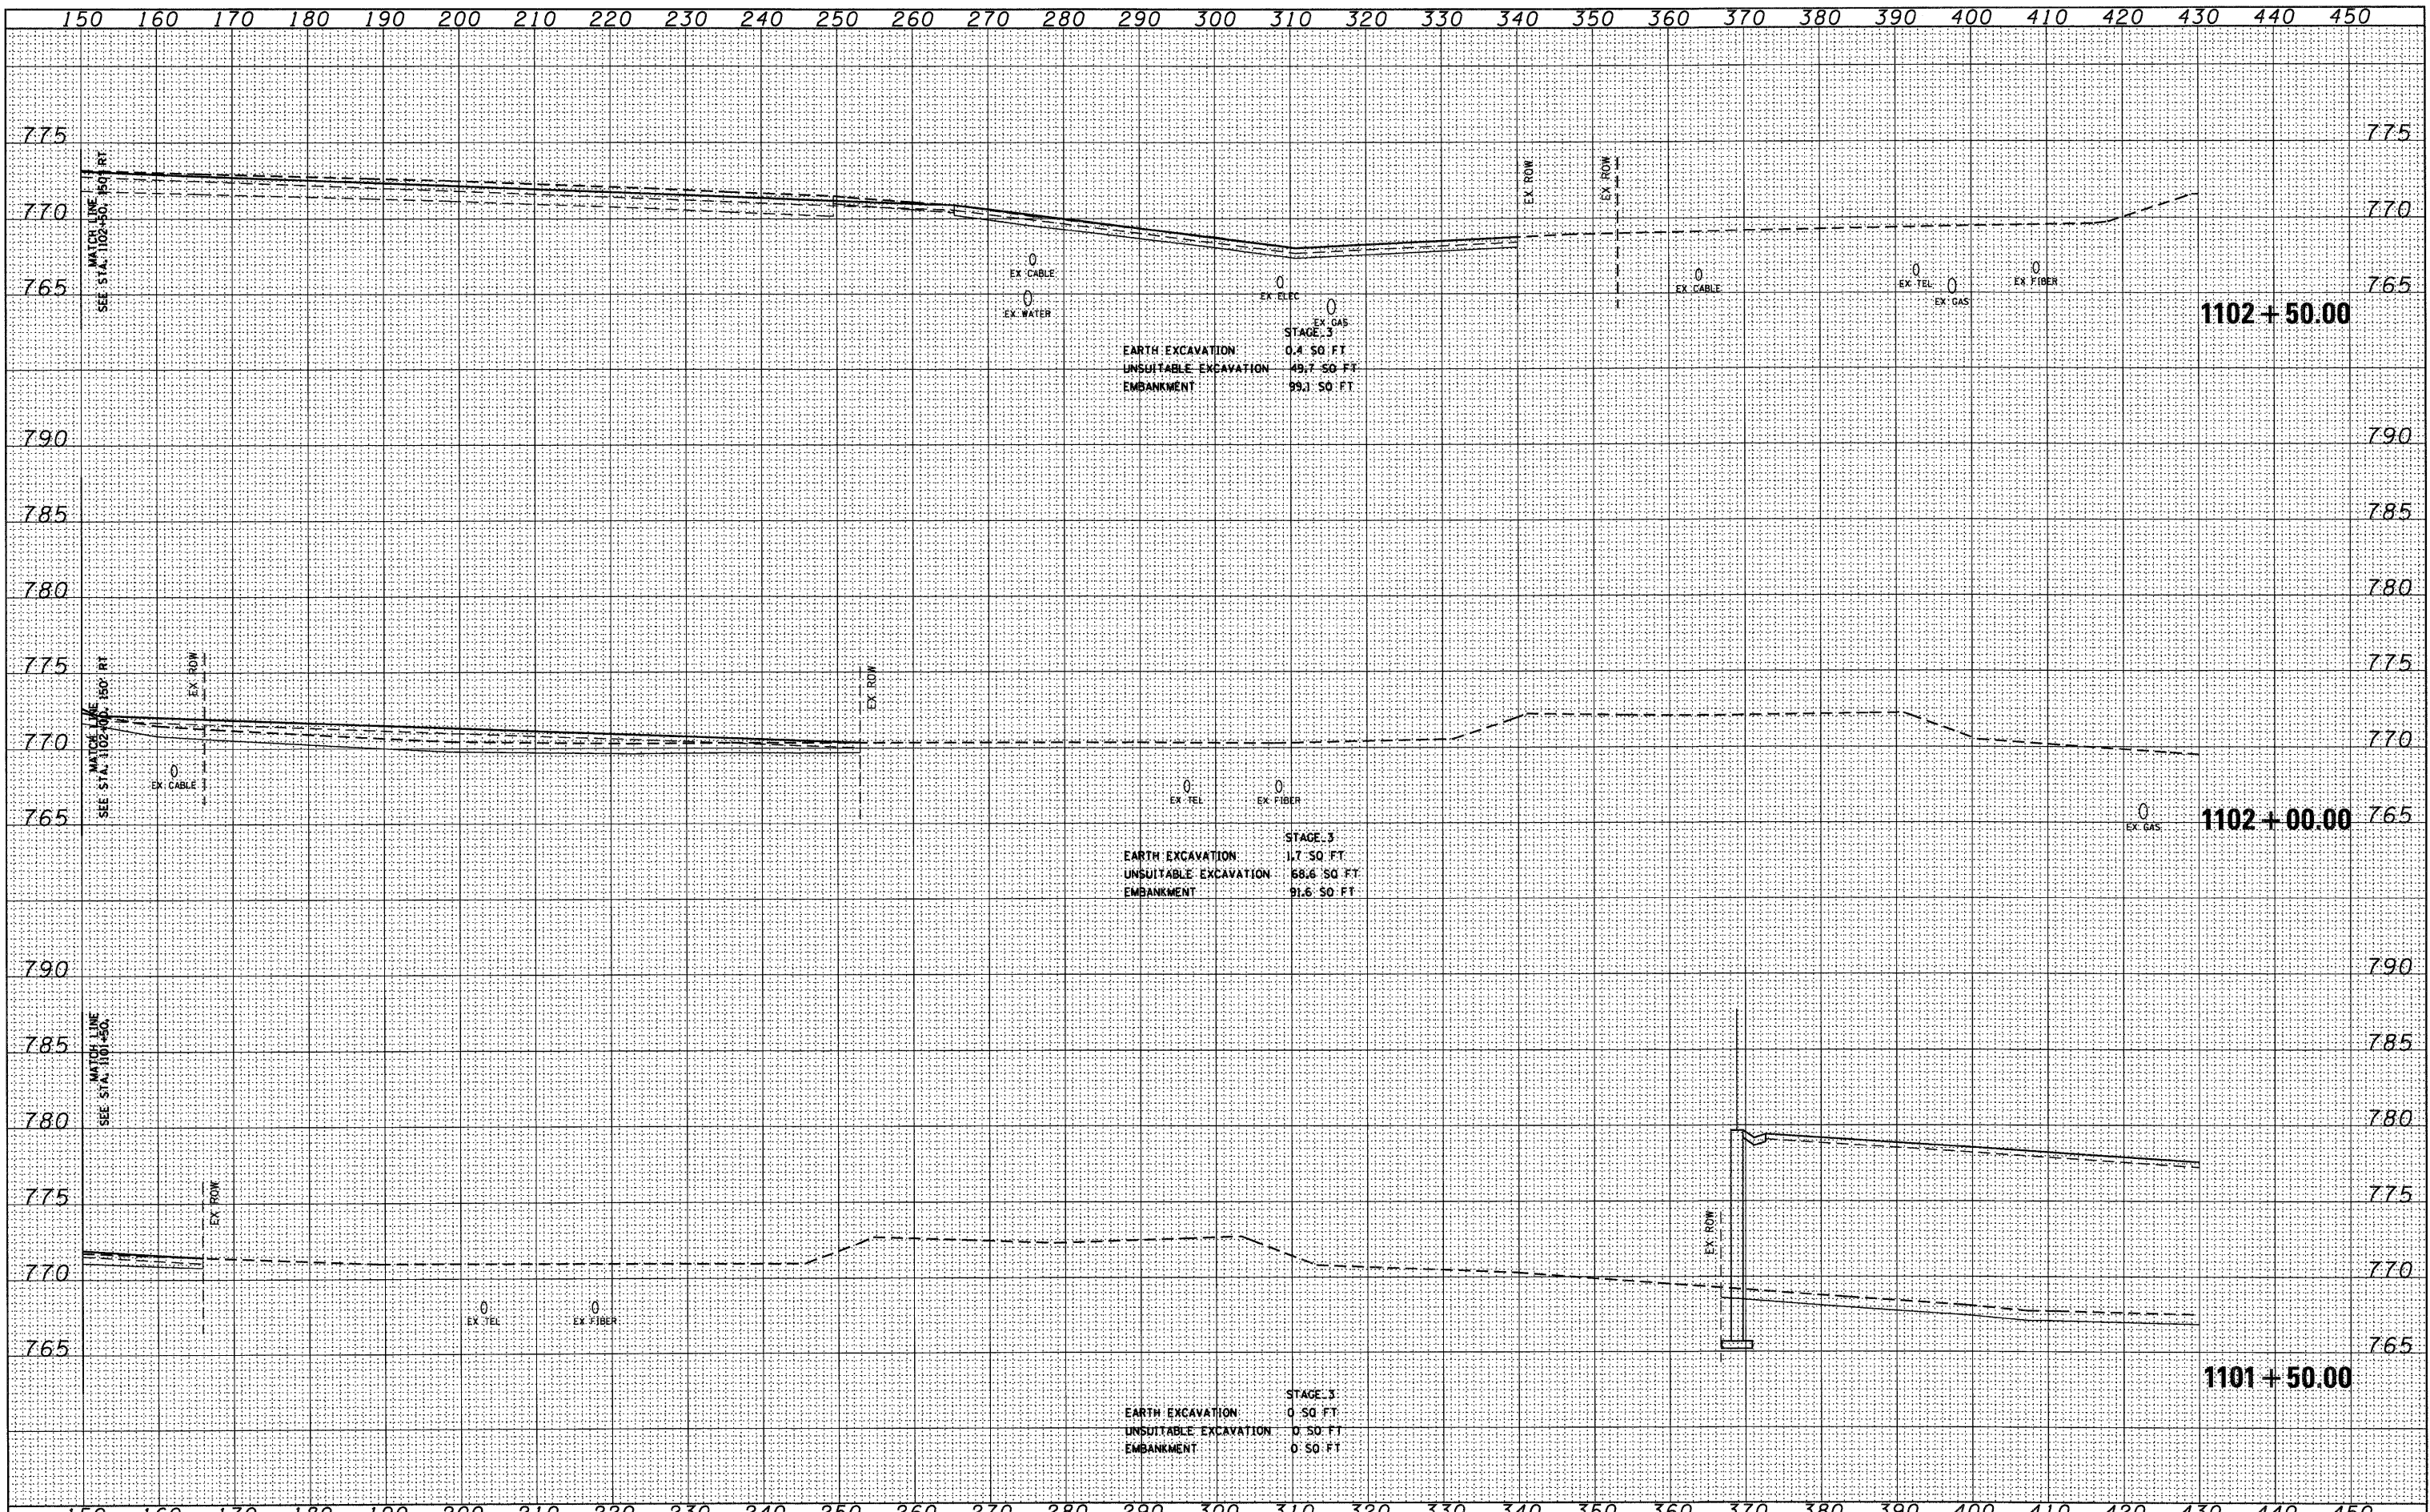 150 160 170 180 190 200 210 220 230 240 250 260 270 280 290 300 310 320 330 340 350 360 370 380 390 400 410 420 430 440 450
775 775
MATCH LINE
SEE STA. 1102+50, 150' RT
EX ROW
EX ROW
770 770
765 765
EX CABLE
EX WATER
EX ELEC
EX GAS
EX CABLE
EX TEL
EX GAS
EX FIBER
1102 + 50.00
STAGE_3
EARTH EXCAVATION 0.4 SQ FT
UNSUITABLE EXCAVATION 49.7 SQ FT
EMBANKMENT 99.1 SQ FT
790 790
785 785
780 780
775 775
MATCH LINE
SEE STA. 1102+00, 150' RT
EX ROW
EX ROW
770 770
EX CABLE
EX TEL
EX FIBER
EX GAS
765 765
1102 + 00.00
STAGE_3
EARTH EXCAVATION 1.7 SQ FT
UNSUITABLE EXCAVATION 68.6 SQ FT
EMBANKMENT 91.6 SQ FT
790 790
MATCH LINE
SEE STA. 1101+50,
785 785
780 780
775 775
EX ROW
EX ROW
770 770
EX TEL
EX FIBER
765 765
1101 + 50.00
STAGE_3
EARTH EXCAVATION 0 SQ FT
UNSUITABLE EXCAVATION 0 SQ FT
EMBANKMENT 0 SQ FT
150 160 170 180 190 200 210 220 230 240 250 260 270 280 290 300 310 320 330 340 350 360 370 380 390 400 410 420 430 440 450